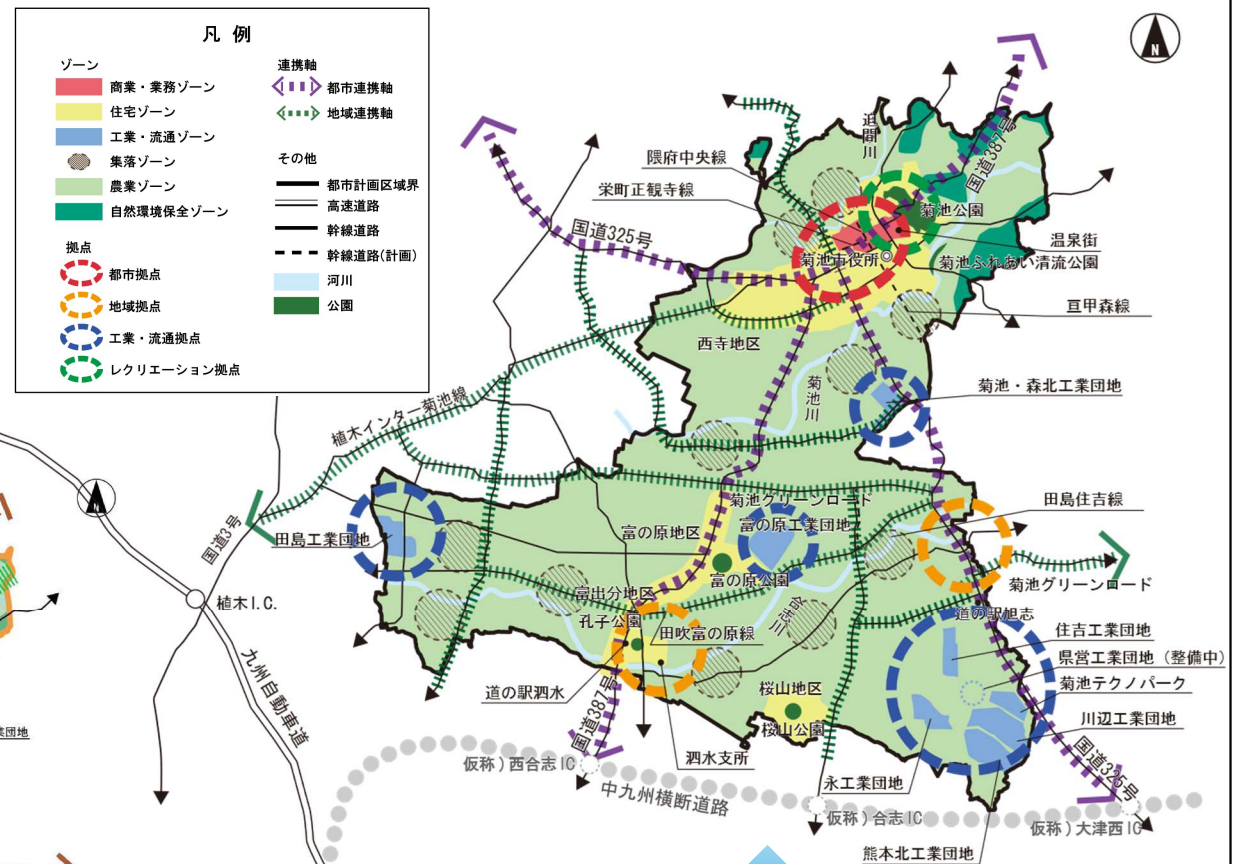 凡 例
ゾーン
商業・業務ゾーン
住宅ゾーン
工業・流通ゾーン
集落ゾーン
農業ゾーン
自然環境保全ゾーン
拠点
都市拠点
地域拠点
工業・流通拠点
レクリエーション拠点
連携軸
都市連携軸
地域連携軸
その他
都市計画区域界
高速道路
幹線道路
幹線道路(計画)
河川
公園
N
迫間川
国道387号
隈府中央線
栄町正観寺線
菊池公園
国道325号
温泉街
菊池市役所
菊池ふれあい清流公園
亘甲森線
西寺地区
菊池川
菊池・森北工業団地
植木インター菊池線
N
国道3号
田島工業団地
菊池グリーンロード
田島住吉線
富の原地区
富の原工業団地
富の原公園
菊池グリーンロード
植木I.C.
富出分地区
孔子公園
合志川
道の駅旭志
田吹富の原線
住吉工業団地
県営工業団地（整備中）
菊池テクノパーク
九州自動車道
道の駅泗水
桜山地区
川辺工業団地
桜山公園
業団地
国道387号
泗水支所
国道325号
仮称）西合志IC
中九州横断道路
永工業団地
仮称）合志IC
仮称）大津西IC
熊本北工業団地